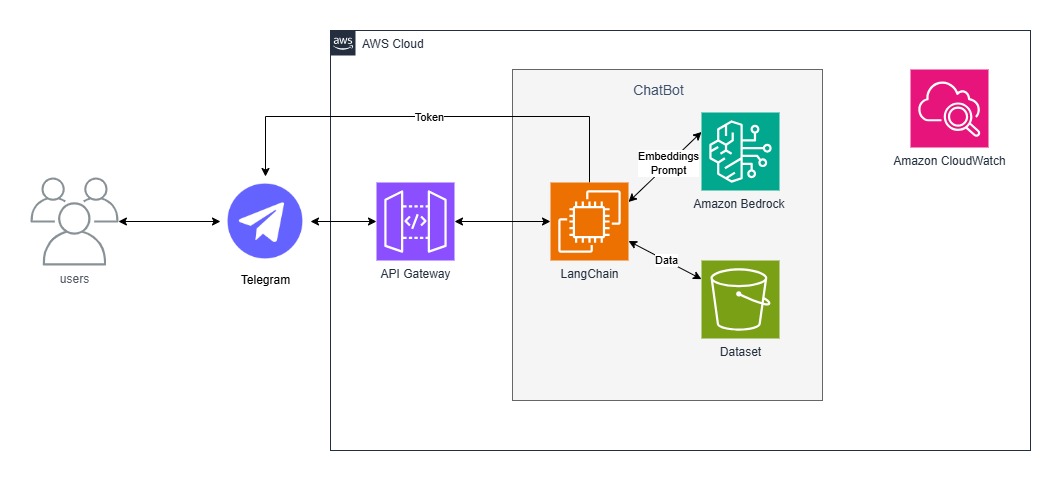 aws
AWS Cloud
ChatBot
Token
Embeddings
Prompt
Amazon CloudWatch
Amazon Bedrock
</>
users
Telegram
API Gateway
LangChain
Data
Dataset